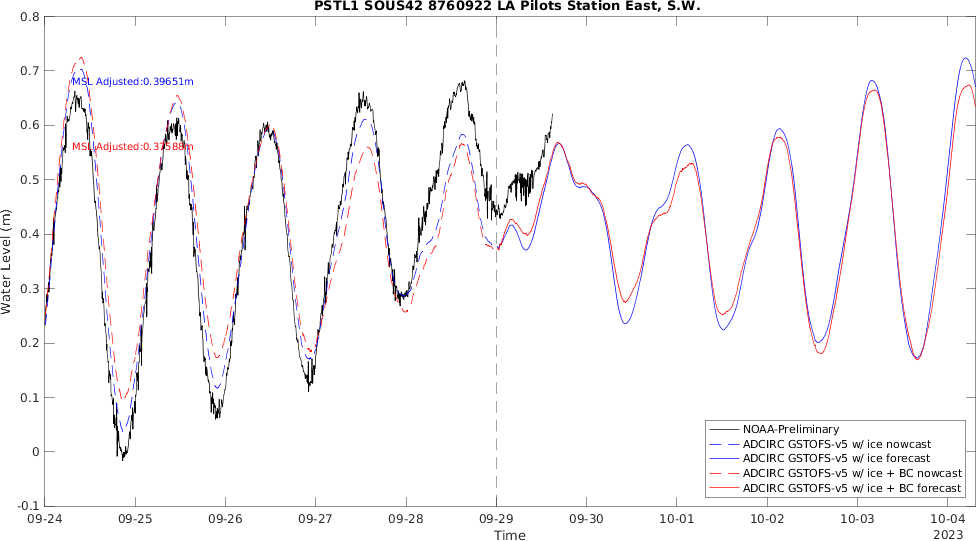 PSTL1 SOUS42 8760922 LA Pilots Station East, S.W.
0.8
0.7
0.6
0.5
0.4
0.3
0.2
0.1
0
-0.1
Water Level (m)
MSL Adjusted:0.39651m
MSL Adjusted:0.37588m
NOAA-Preliminary
ADCIRC GSTOFS-v5 w/ ice nowcast
ADCIRC GSTOFS-v5 w/ ice forecast
ADCIRC GSTOFS-v5 w/ ice + BC nowcast
ADCIRC GSTOFS-v5 w/ ice + BC forecast
09-24 09-25 09-26 09-27 09-28 09-29 09-30 10-01 10-02 10-03 10-04
2023
Time